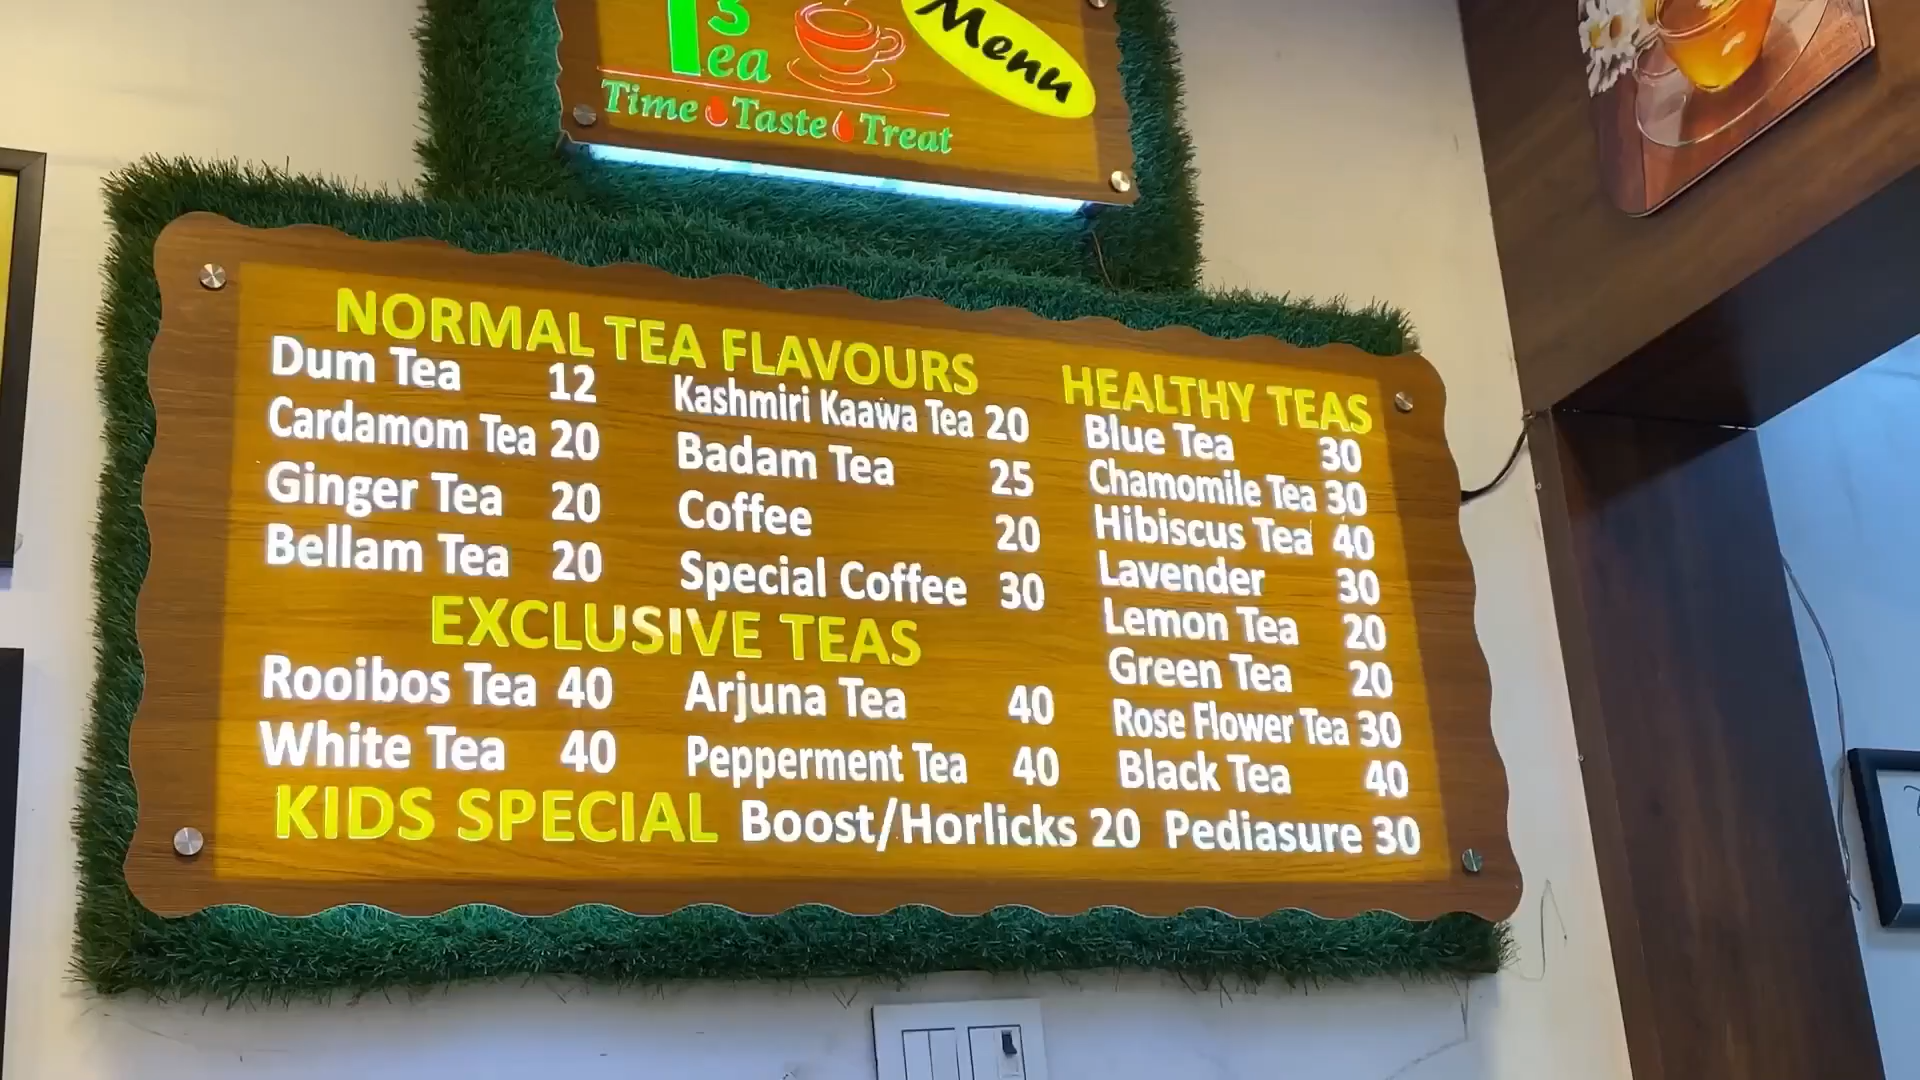 T3ea
Menu
Time Taste Treat
NORMAL TEA FLAVOURS
Dum Tea 12
Cardamom Tea 20
Ginger Tea 20
Bellam Tea 20
Kashmiri Kaawa Tea 20
Badam Tea 25
Coffee 20
Special Coffee 30
EXCLUSIVE TEAS
Rooibos Tea 40
White Tea 40
Arjuna Tea 40
Pepperment Tea 40
HEALTHY TEAS
Blue Tea 30
Chamomile Tea 30
Hibiscus Tea 40
Lavender 30
Lemon Tea 20
Green Tea 20
Rose Flower Tea 30
Black Tea 40
KIDS SPECIAL Boost/Horlicks 20 Pediasure 30